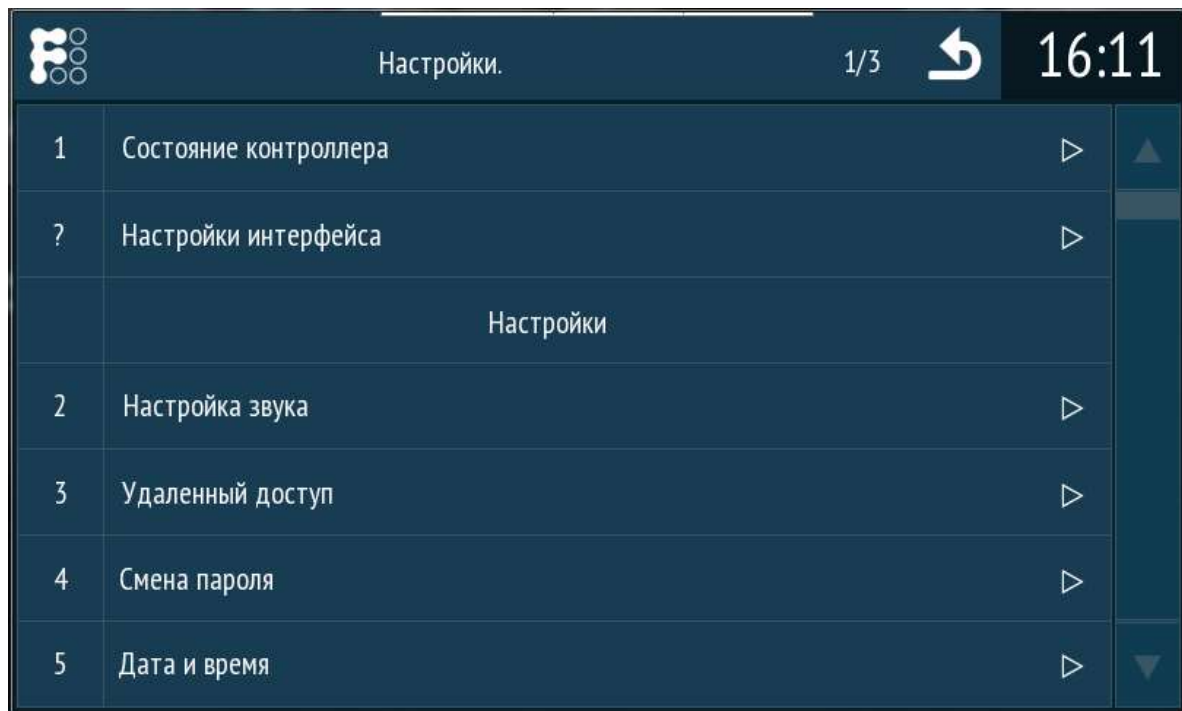 Настройки. 1/3 16:11
1 Состояние контроллера
? Настройки интерфейса
Настройки
2 Настройка звука
3 Удаленный доступ
4 Смена пароля
5 Дата и время